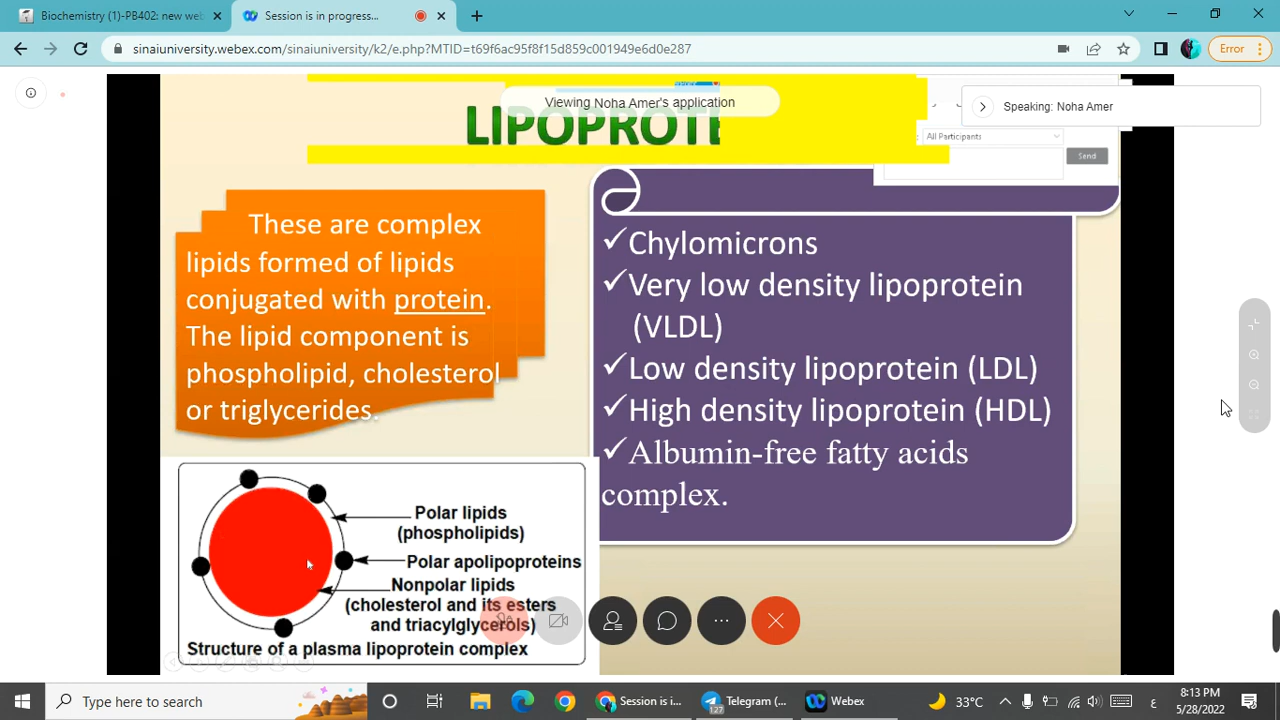 Biochemistry (1)-PB402: new web
Session is in progress...
sinaiuniversity.webex.com/sinaiuniversity/k2/e.php?MTID=t69f6ac95f8f15d859c001949e6d0e287
Error
Viewing Noha Amer's application
Speaking: Noha Amer
LIPOPROTE
All Participants
Send
These are complex
lipids formed of lipids
conjugated with protein.
The lipid component is
phospholipid, cholesterol
or triglycerides.
✓Chylomicrons
✓Very low density lipoprotein
(VLDL)
✓Low density lipoprotein (LDL)
✓High density lipoprotein (HDL)
✓Albumin-free fatty acids
complex.
Polar lipids
(phospholipids)
Polar apolipoproteins
Nonpolar lipids
(cholesterol and its esters
and triacylglycerols)
Structure of a plasma lipoprotein complex
Type here to search
Session is i...
Telegram (...
127
Webex
33°C
ع
8:13 PM
5/28/2022